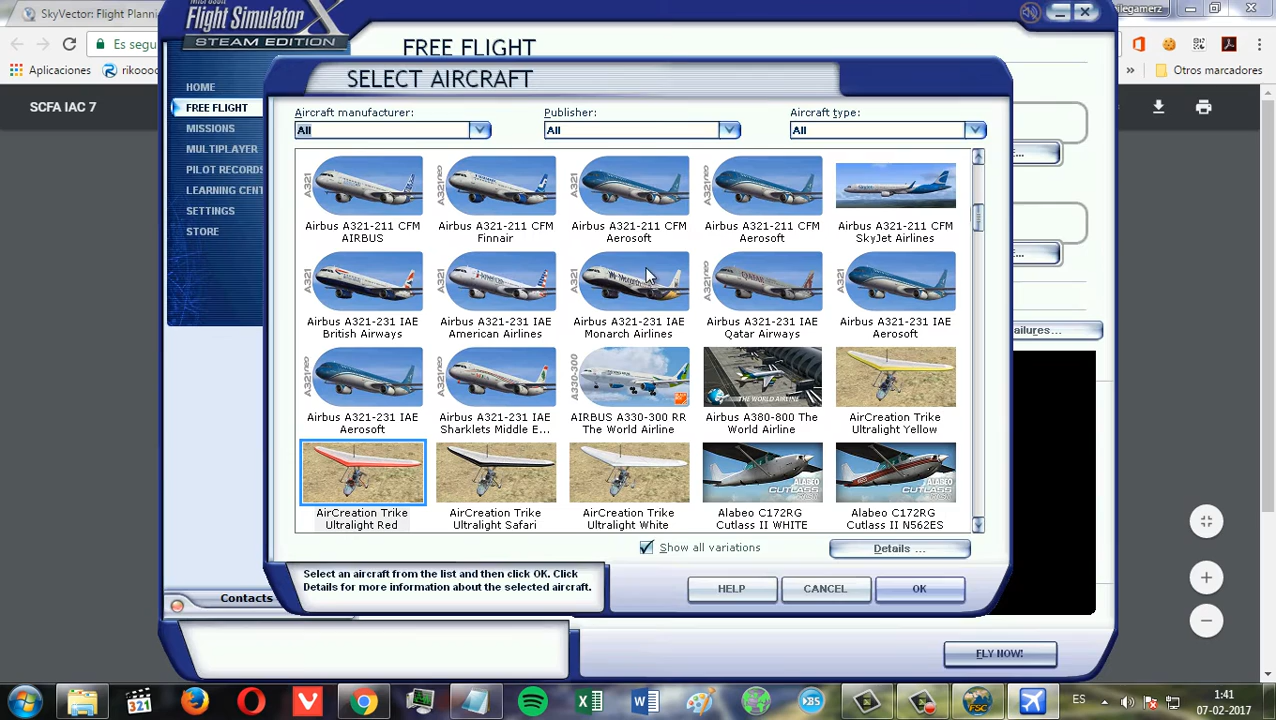 SkyVector: Flight Plannin
Microsoft
Flight Simulator X
STEAM EDITION
FREE FLIGHT
ilegamerz
Es segu
Aplicaciones
rikoooo
Otros marcadores
SCFA IAC 7
HOME
FREE FLIGHT
MISSIONS
MULTIPLAYER
PILOT RECORDS
LEARNING CENT
SETTINGS
STORE
SELECT AIRCRAFT
Aircraft manufacturer: Publisher: Aircraft type:
All All All
Airbus A321-211 CFM AIRBUS
Airbus A321-211 CFM Finnair
Airbus A321-211 CFM Aerosoft
Airbus A321-211 CFM Aerosoft
Airbus A321-211 CFM
Airbus A321-231 IAE British Airways
Airbus A321-231 IAE American Airlines
Airbus A321-231 IAE Monarch Airlines
Airbus A321-231 IAE Qatar Airways
Airbus A321-231 IAE Aerosoft
Airbus A321-231 IAE Aerosoft
Airbus A321-231 IAE Sharklets Middle E...
AIRBUS A330-300 RR The World Airline
Airbus A380-800 The World Airline
AirCreation Trike Ultralight Yellow
AirCreation Trike Ultralight Red
AirCreation Trike Ultralight Safari
AirCreation Trike Ultralight White
Alabeo C172RG Cutlass II WHITE
Alabeo C172RG Cutlass II N562ES
Show all variations
Details ...
Select an aircraft from the list and then click OK. Click
Details for more information about the selected aircraft.
HELP CANCEL OK
ailures...
Contacts
FLY NOW!
ES
1:41
07-02-2017